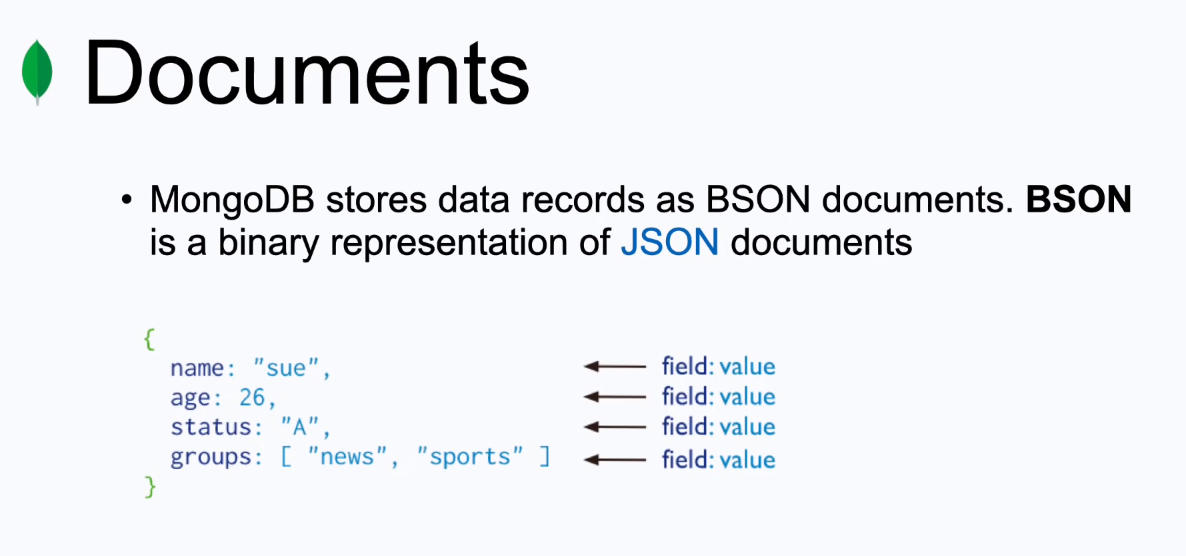 Documents
• MongoDB stores data records as BSON documents. BSON
is a binary representation of JSON documents
{
name: "sue", field: value
age: 26, field: value
status: "A", field: value
groups: [ "news", "sports" ] field: value
}